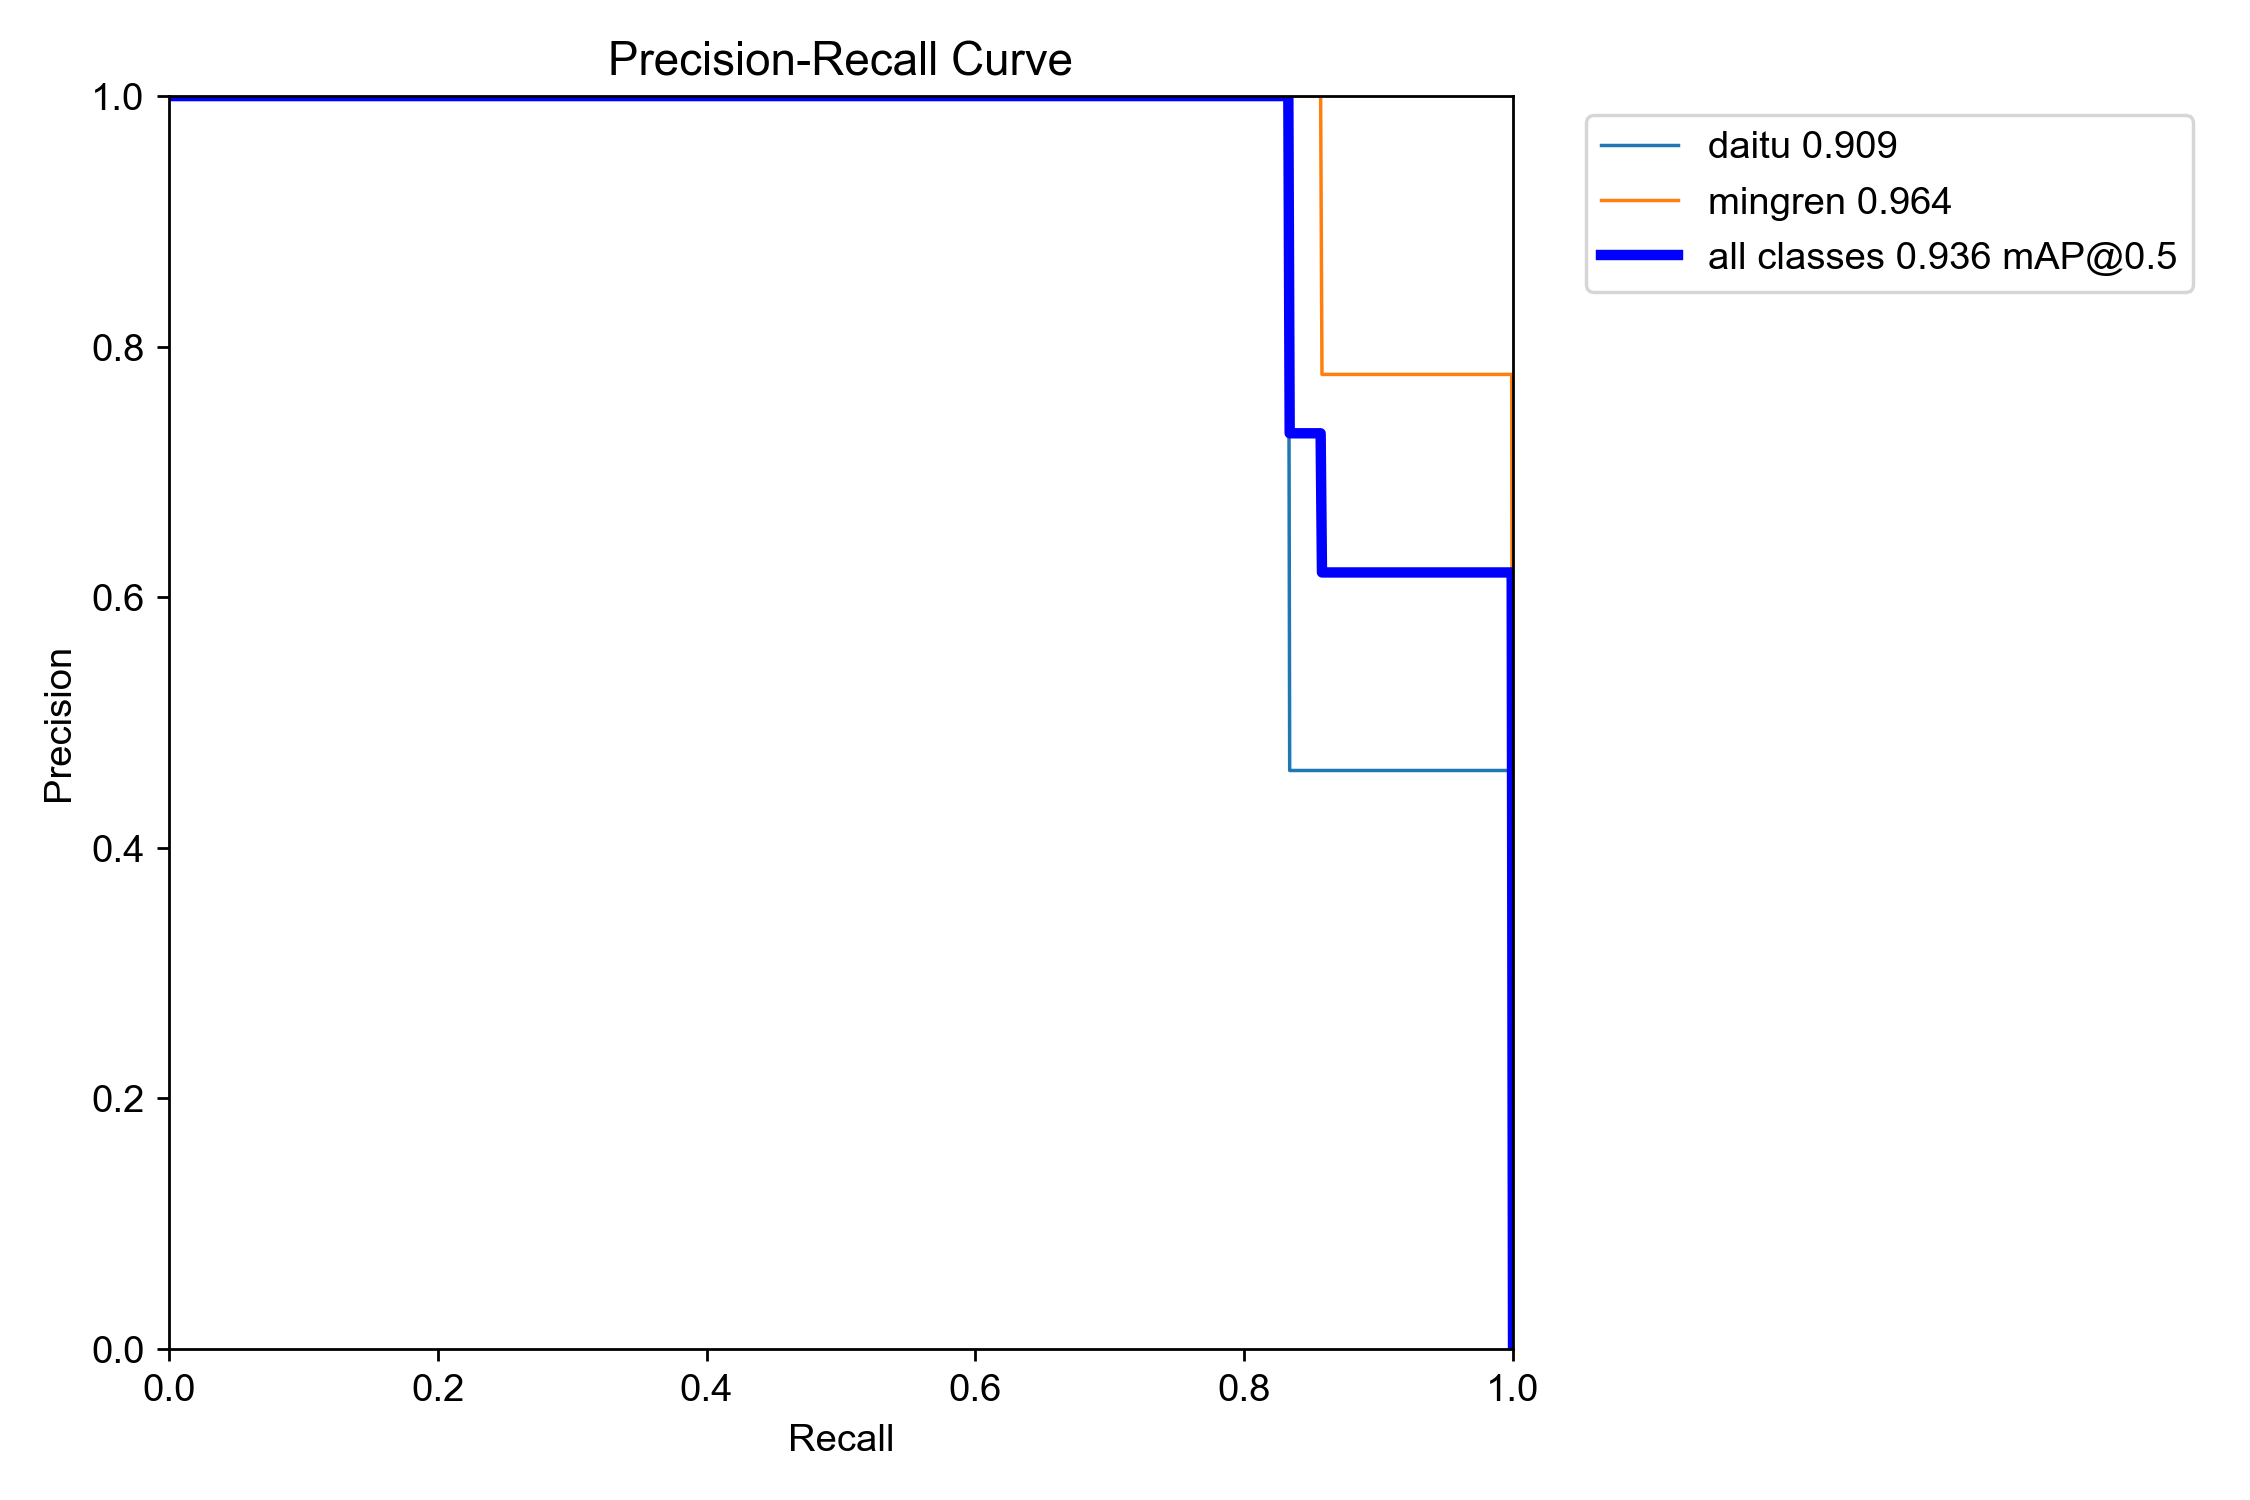 Precision-Recall Curve
1.0
0.8
0.6
0.4
0.2
0.0
Precision
0.0 0.2 0.4 0.6 0.8 1.0
Recall
daitu 0.909
mingren 0.964
all classes 0.936 mAP@0.5